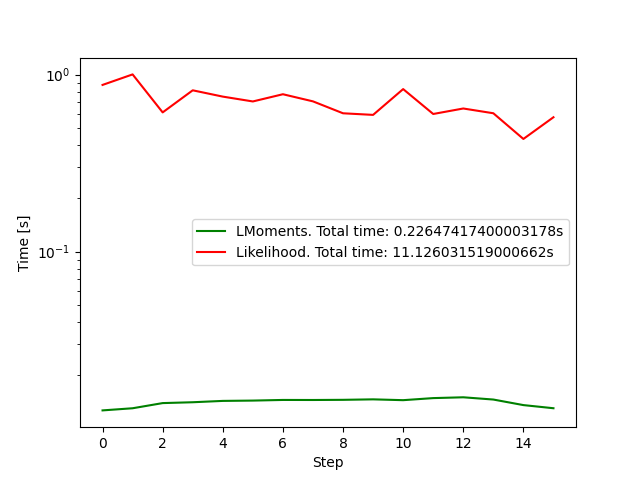 10⁰
10⁻¹
Time [s]
LMoments. Total time: 0.22647417400003178s
Likelihood. Total time: 11.126031519000662s
0 2 4 6 8 10 12 14
Step